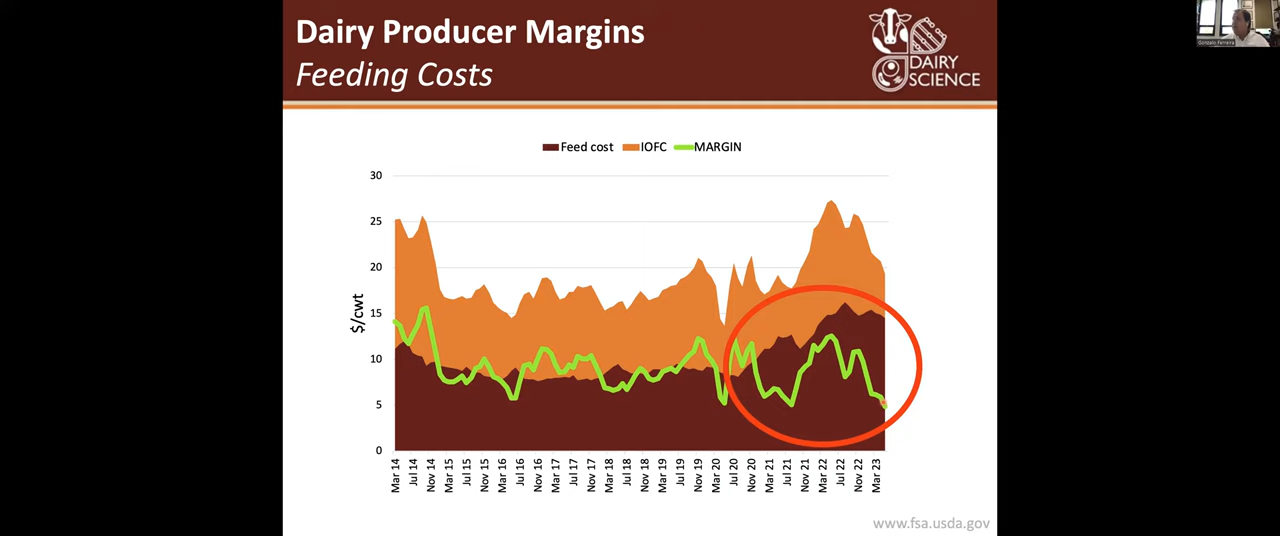 Dairy Producer Margins
Feeding Costs
DAIRY
SCIENCE
Gonzalo Ferreira
Feed cost IOFC MARGIN
$/cwt
30
25
20
15
10
5
0
Mar 14
Jul 14
Nov 14
Mar 15
Jul 15
Nov 15
Mar 16
Jul 16
Nov 16
Mar 17
Jul 17
Nov 17
Mar 18
Jul 18
Nov 18
Mar 19
Jul 19
Nov 19
Mar 20
Jul 20
Nov 20
Mar 21
Jul 21
Nov 21
Mar 22
Jul 22
Nov 22
Mar 23
www.fsa.usda.gov